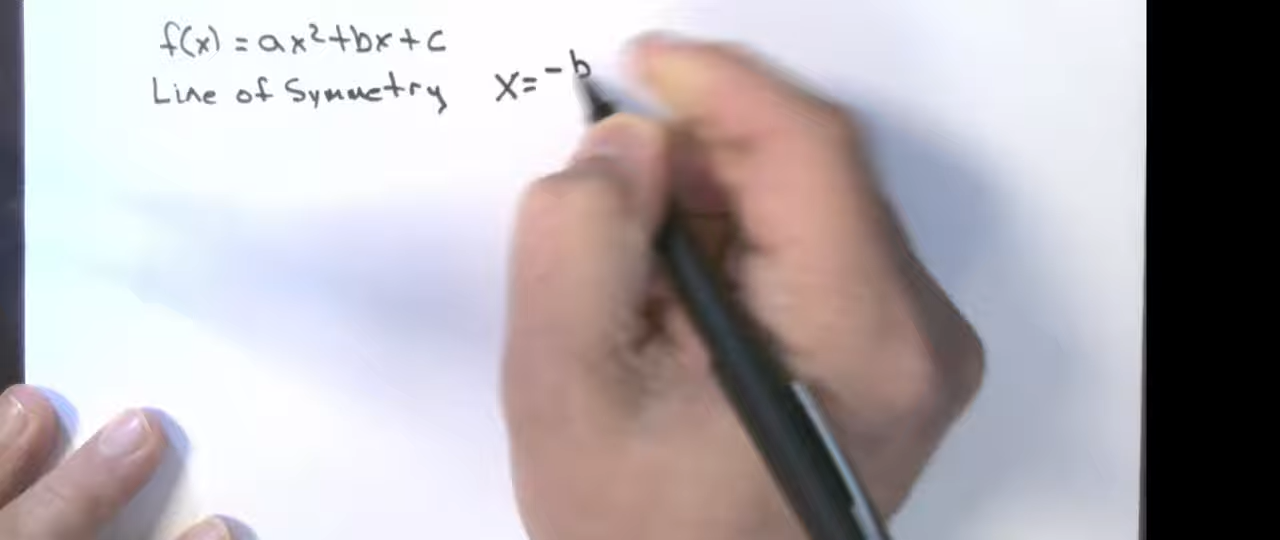 f(x) = ax²+bx+c
Line of Symmetry x= -b